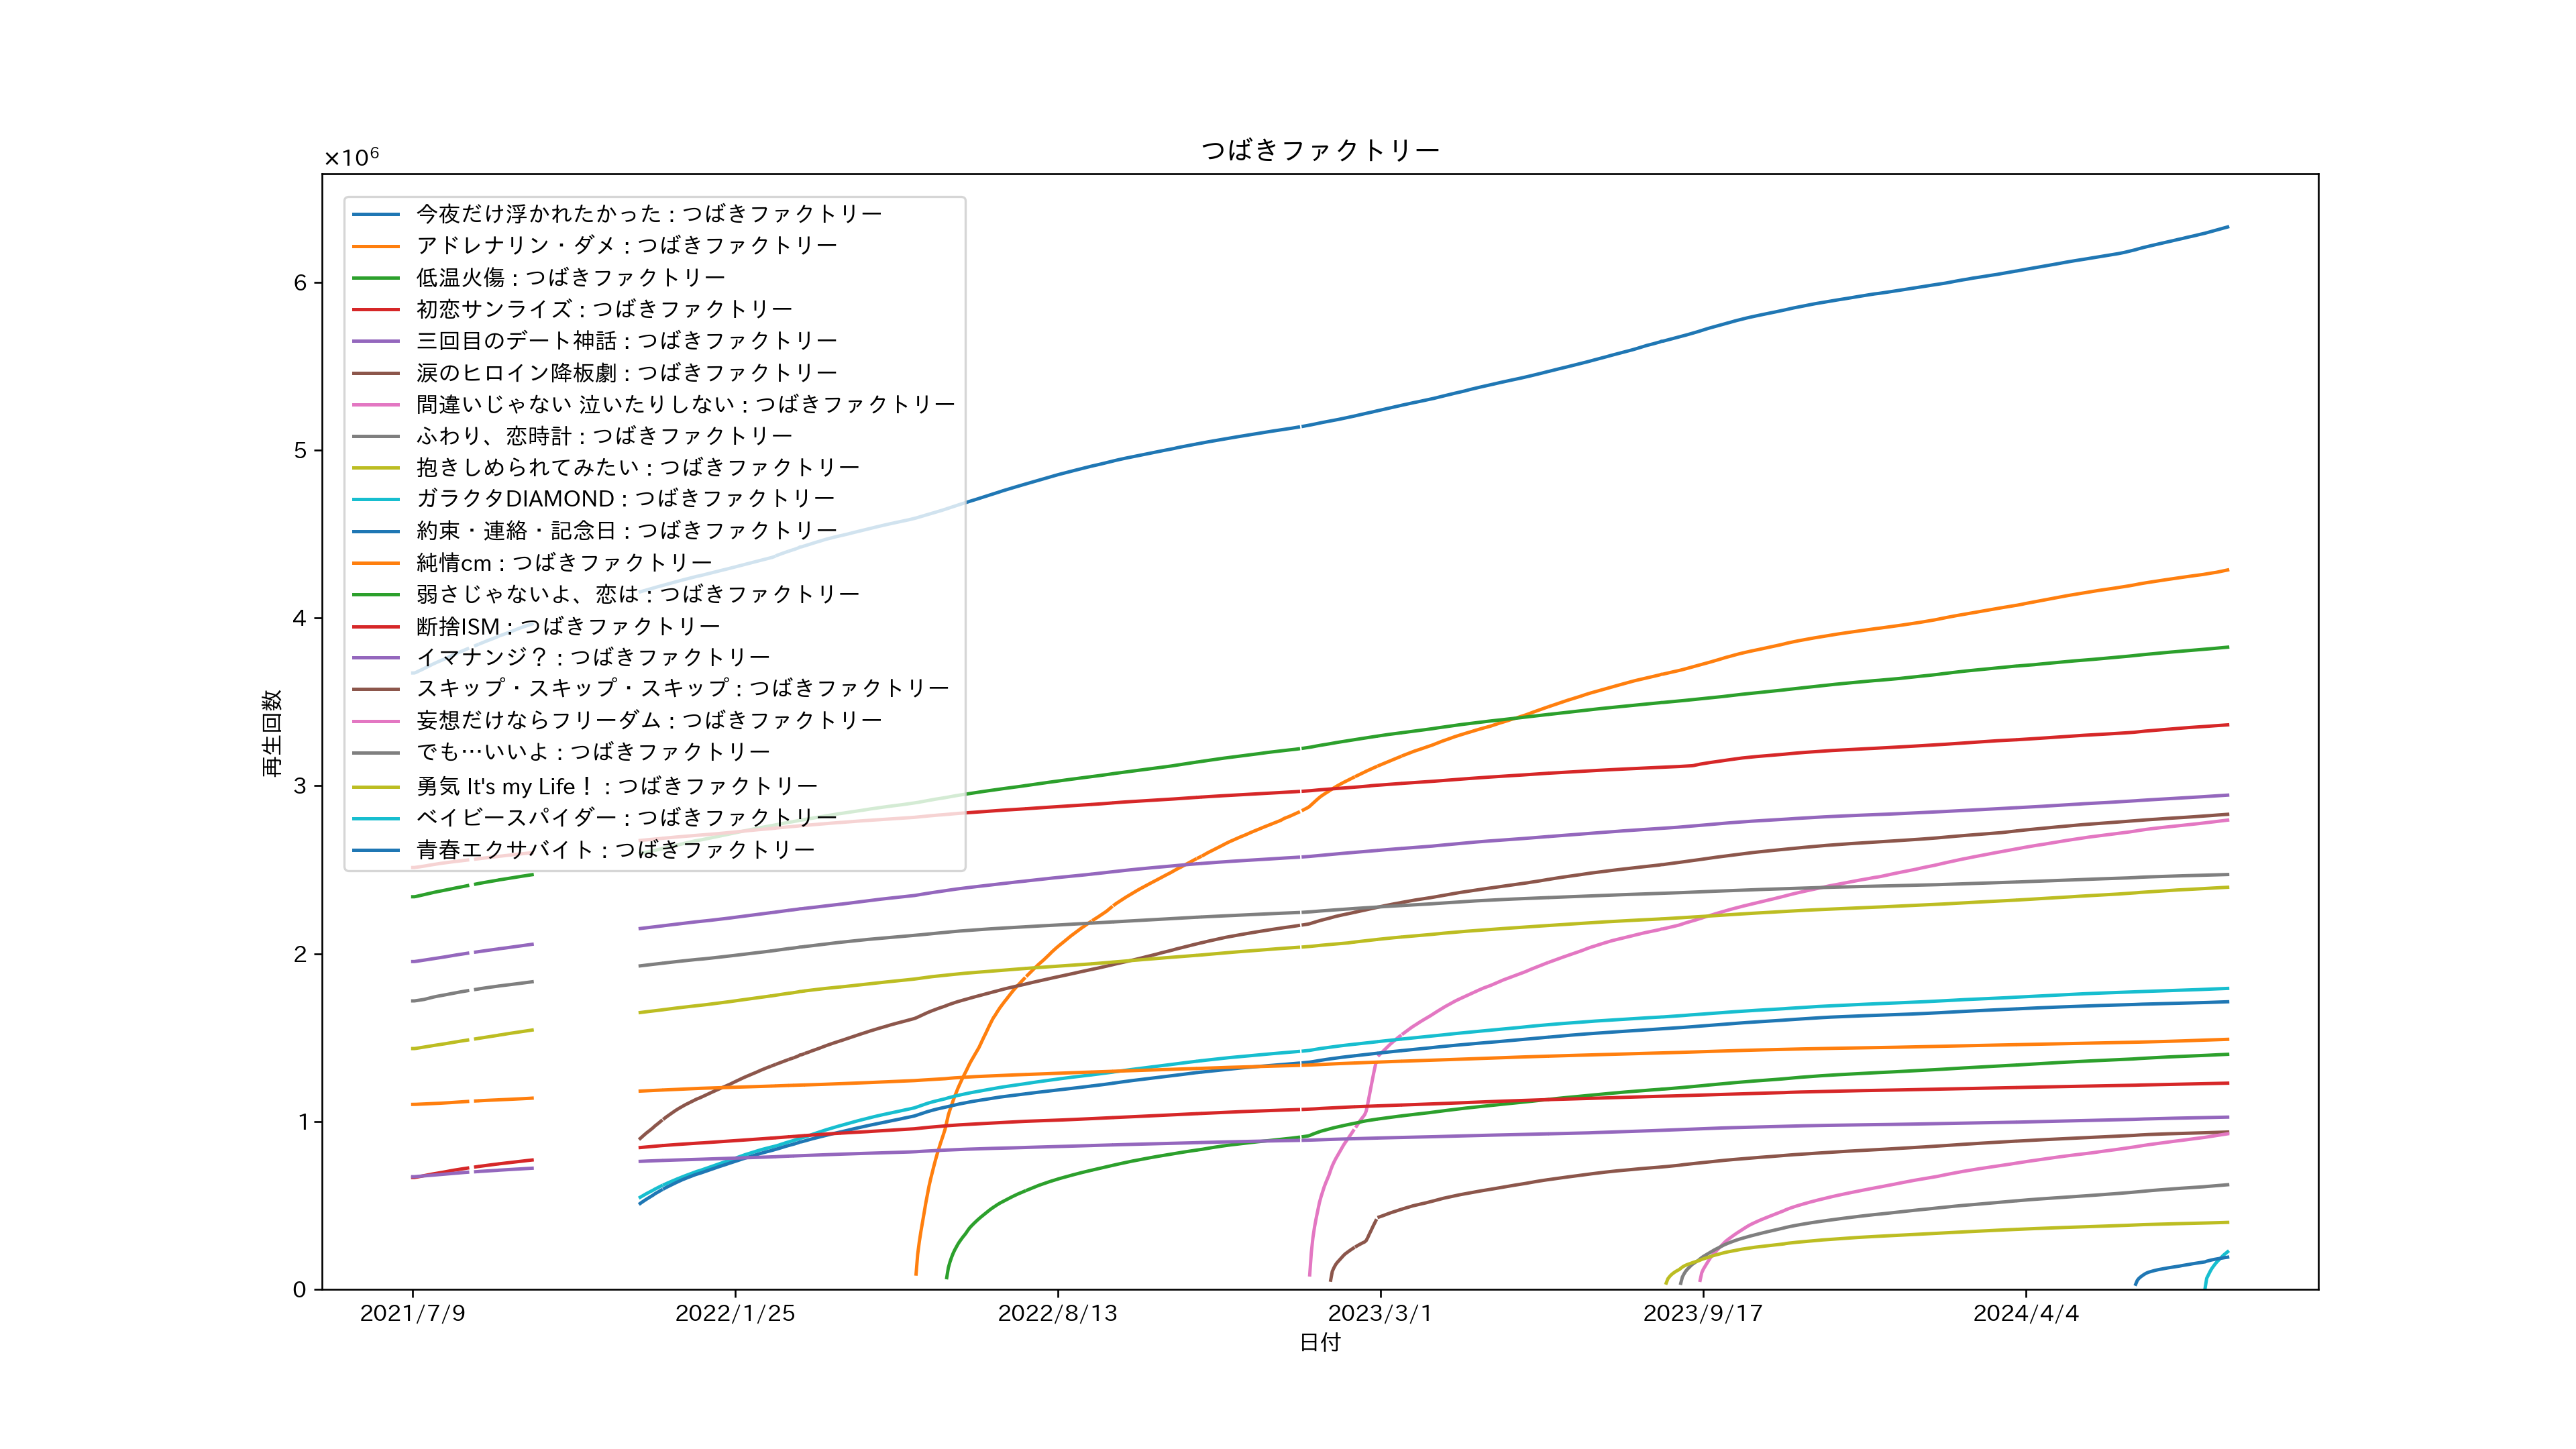 つばきファクトリー
×10⁶
今夜だけ浮かれたかった : つばきファクトリー
アドレナリン・ダメ : つばきファクトリー
低温火傷 : つばきファクトリー
初恋サンライズ : つばきファクトリー
三回目のデート神話 : つばきファクトリー
涙のヒロイン降板劇 : つばきファクトリー
間違いじゃない 泣いたりしない : つばきファクトリー
ふわり、恋時計 : つばきファクトリー
抱きしめられてみたい : つばきファクトリー
ガラクタDIAMOND : つばきファクトリー
約束・連絡・記念日 : つばきファクトリー
純情cm : つばきファクトリー
弱さじゃないよ、恋は : つばきファクトリー
断捨ISM : つばきファクトリー
イマナンジ？ : つばきファクトリー
スキップ・スキップ・スキップ : つばきファクトリー
妄想だけならフリーダム : つばきファクトリー
でも…いいよ : つばきファクトリー
勇気 It's my Life！ : つばきファクトリー
ベイビースパイダー : つばきファクトリー
青春エクサバイト : つばきファクトリー
6
5
4
3
2
1
0
再生回数
2021/7/9
2022/1/25
2022/8/13
2023/3/1
2023/9/17
2024/4/4
日付